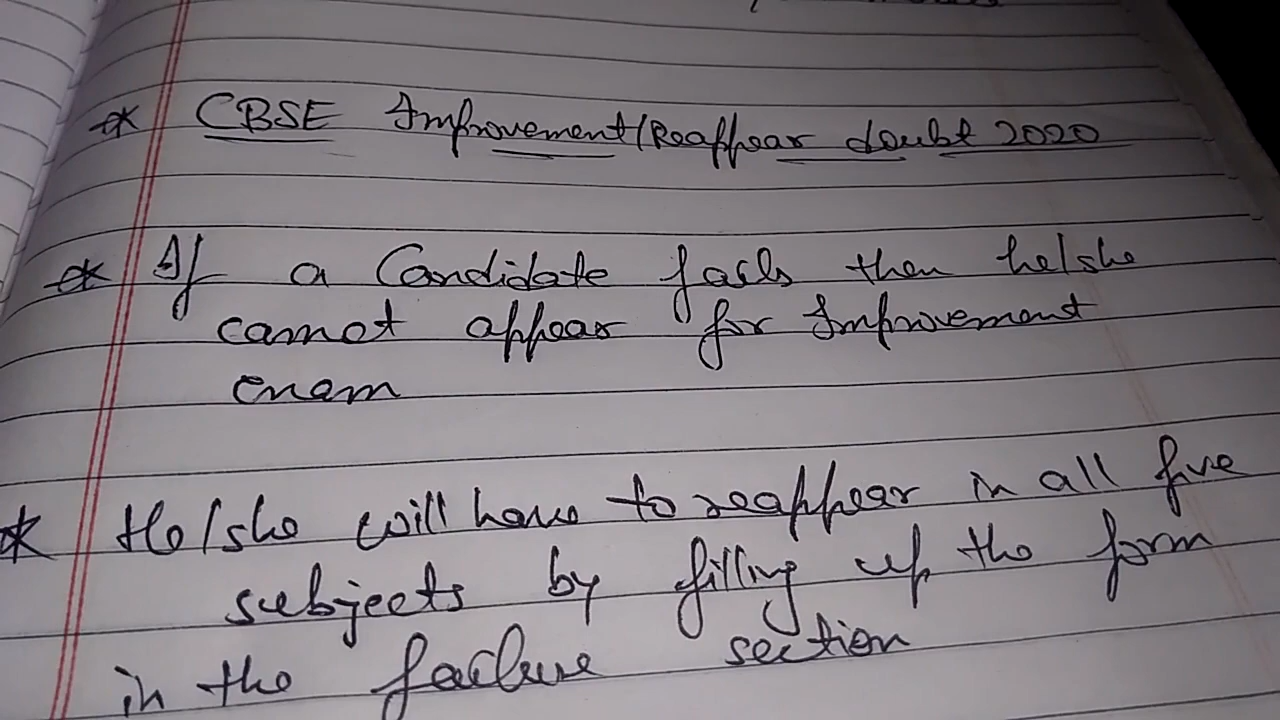 * CBSE Improvement/Reappear doubt 2020
* If a Candidate fails then he/she
cannot appear for Improvement
exam
* He/she will have to reappear in all five
subjects by filling up the form
in the failure section